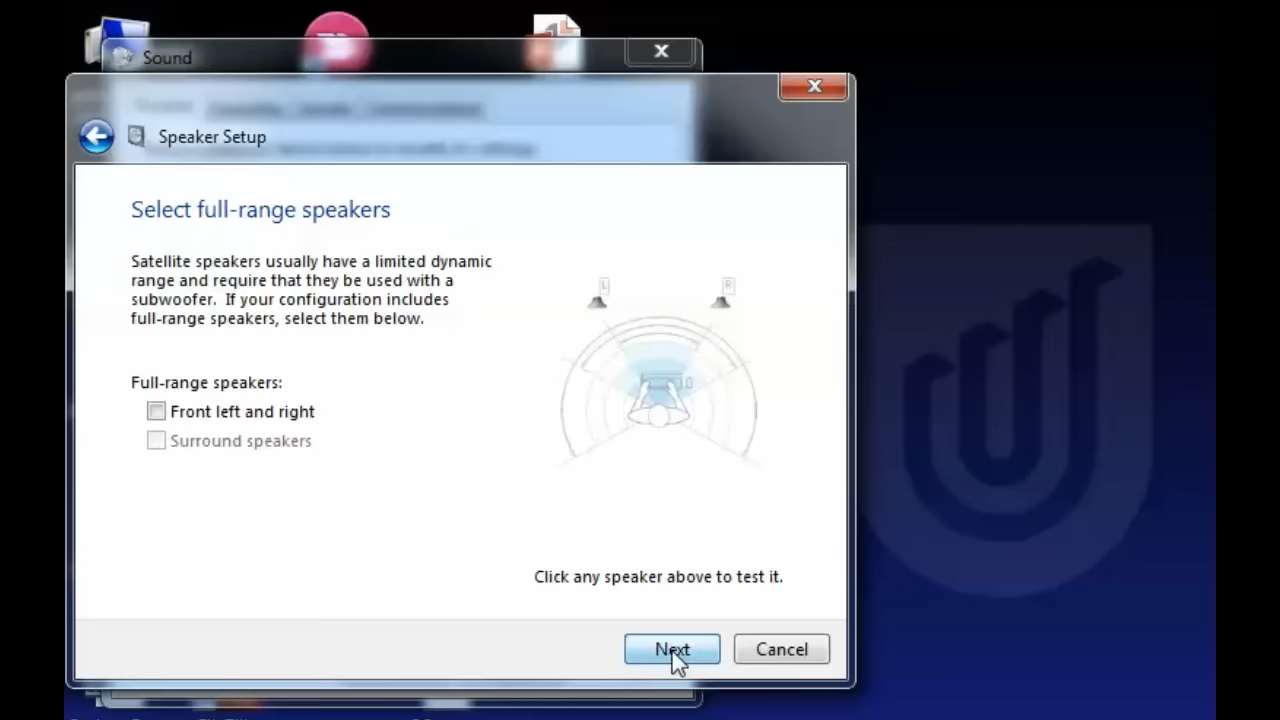 Sound
Speaker Setup
Select full-range speakers
Satellite speakers usually have a limited dynamic
range and require that they be used with a
subwoofer. If your configuration includes
full-range speakers, select them below.
L
R
Full-range speakers:
Front left and right
Surround speakers
Click any speaker above to test it.
Next
Cancel